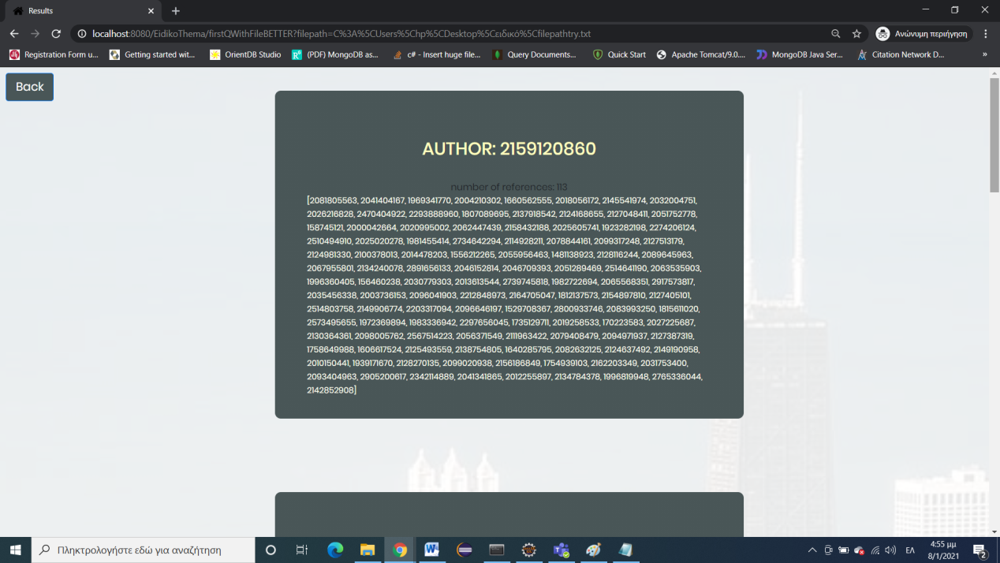 Results
localhost:8080/EidikoThema/firstQWithFileBETTER?filepath=C%3A%5CUsers%5Chp%5CDesktop%5Cειδικό%5Cfilepathtry.txt
Ανώνυμη περιήγηση
Registration Form u... Getting started wit... OrientDB Studio (PDF) MongoDB as... c# - Insert huge file... Query Documents... Quick Start Apache Tomcat/9.0.... MongoDB Java Ser... Citation Network D... »
Back
AUTHOR: 2159120860
number of references: 113
[2081805563, 2041404167, 1969341770, 2004210302, 1660562555, 2018056172, 2145541974, 2032004751,
2026216828, 2470404922, 2293888960, 1807089695, 2137918542, 2124168655, 2127048411, 2051752778,
158745121, 2000042664, 2020995002, 2062447439, 2158432188, 2025605741, 1923282198, 2274206124,
2510494910, 2025020278, 1981455414, 2734642294, 2114928211, 2078844161, 2099317248, 2127513179,
2124981330, 2100378013, 2014478203, 1556212265, 2055956463, 1481138923, 2128116244, 2089645963,
2067955801, 2134240078, 2891656133, 2046152814, 2046709393, 2051289469, 2514641190, 2063535903,
1996360405, 156460238, 2030779303, 2013613544, 2739745818, 1982722694, 2065568351, 2917573817,
2035456338, 2003736153, 2096041903, 2212848973, 2164705047, 1812137573, 2154897810, 2127405101,
2514803758, 2149906774, 2203317094, 2096646197, 1529708367, 2800933746, 2083993250, 1815611020,
2573495655, 1972369894, 1983336942, 2297656045, 1735129711, 2019258533, 170223583, 2027225687,
2130364361, 2098005762, 2567514223, 2056371549, 2111963422, 2079408479, 2094971937, 2127387319,
1758649988, 1606617524, 2125493559, 2138754805, 1640285795, 2082632125, 2124637492, 2149190958,
2010150441, 1939171670, 2128270135, 2099020938, 2156186849, 1754939103, 2162203349, 2031753400,
2093404963, 2905200617, 2342114889, 2041341865, 2012255897, 2134784378, 1996819948, 2765336044,
2142852908]
Πληκτρολογήστε εδώ για αναζήτηση
ΕΛ
4:55 μμ
8/1/2021
2